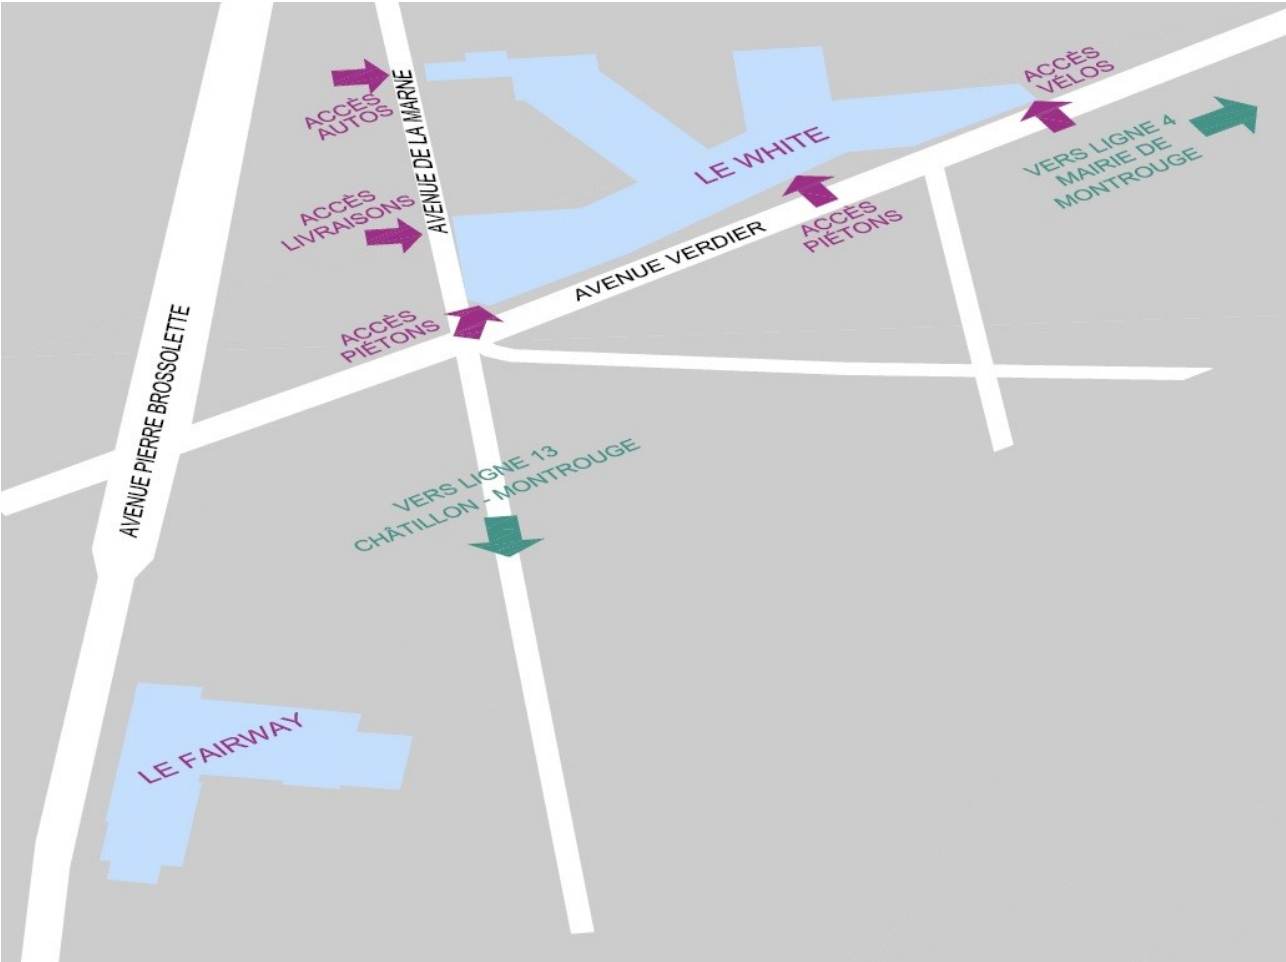 ACCÈS
AUTOS
AVENUE DE LA MARNE
ACCÈS
VÉLOS
LE WHITE
VERS LIGNE 4
MAIRIE DE
MONTROUGE
ACCÈS
LIVRAISONS
ACCÈS
PIÉTONS
AVENUE VERDIER
ACCÈS
PIÉTONS
AVENUE PIERRE BROSSOLETTE
VERS LIGNE 13
CHÂTILLON - MONTROUGE
LE FAIRWAY